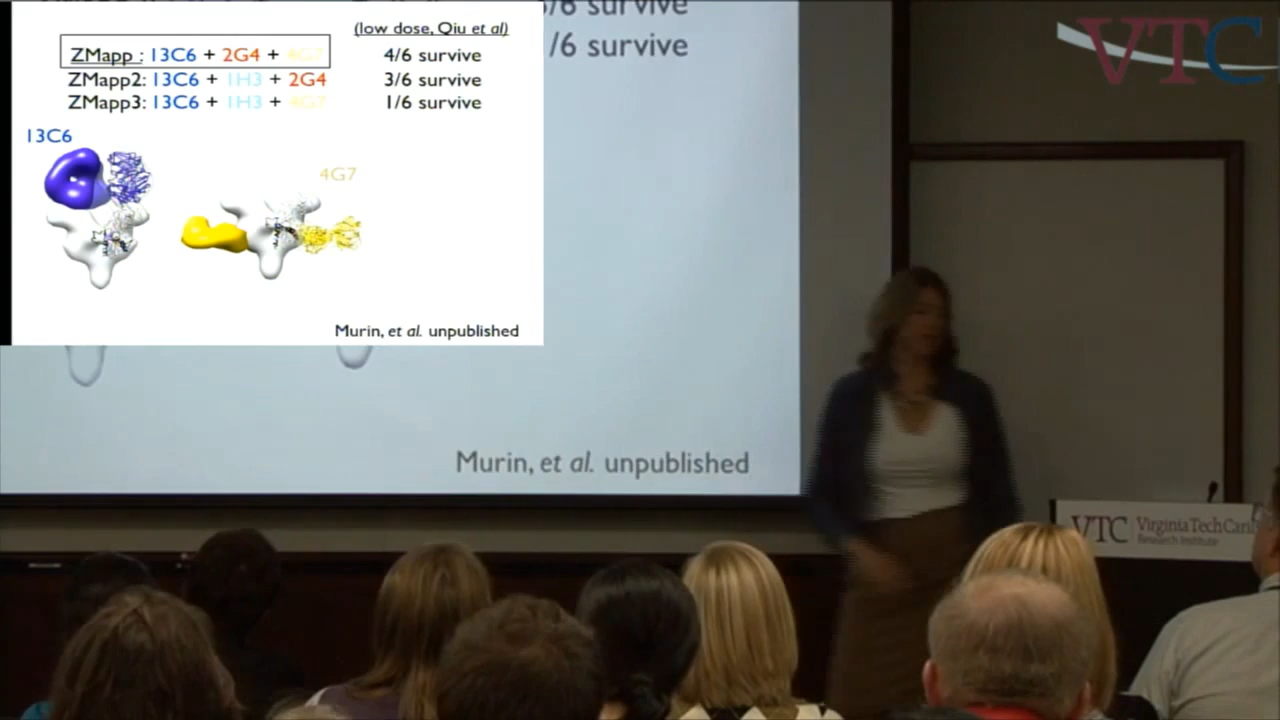 (low dose, Qiu et al)
ZMapp : 13C6 + 2G4 + 4G7 4/6 survive
ZMapp2: 13C6 + 1H3 + 2G4 3/6 survive
ZMapp3: 13C6 + 1H3 + 4G7 1/6 survive
13C6
4G7
Murin, et al. unpublished
3/6 survive
1/6 survive
Murin, et al. unpublished
VTC
VTC Virginia Tech
Research Institute